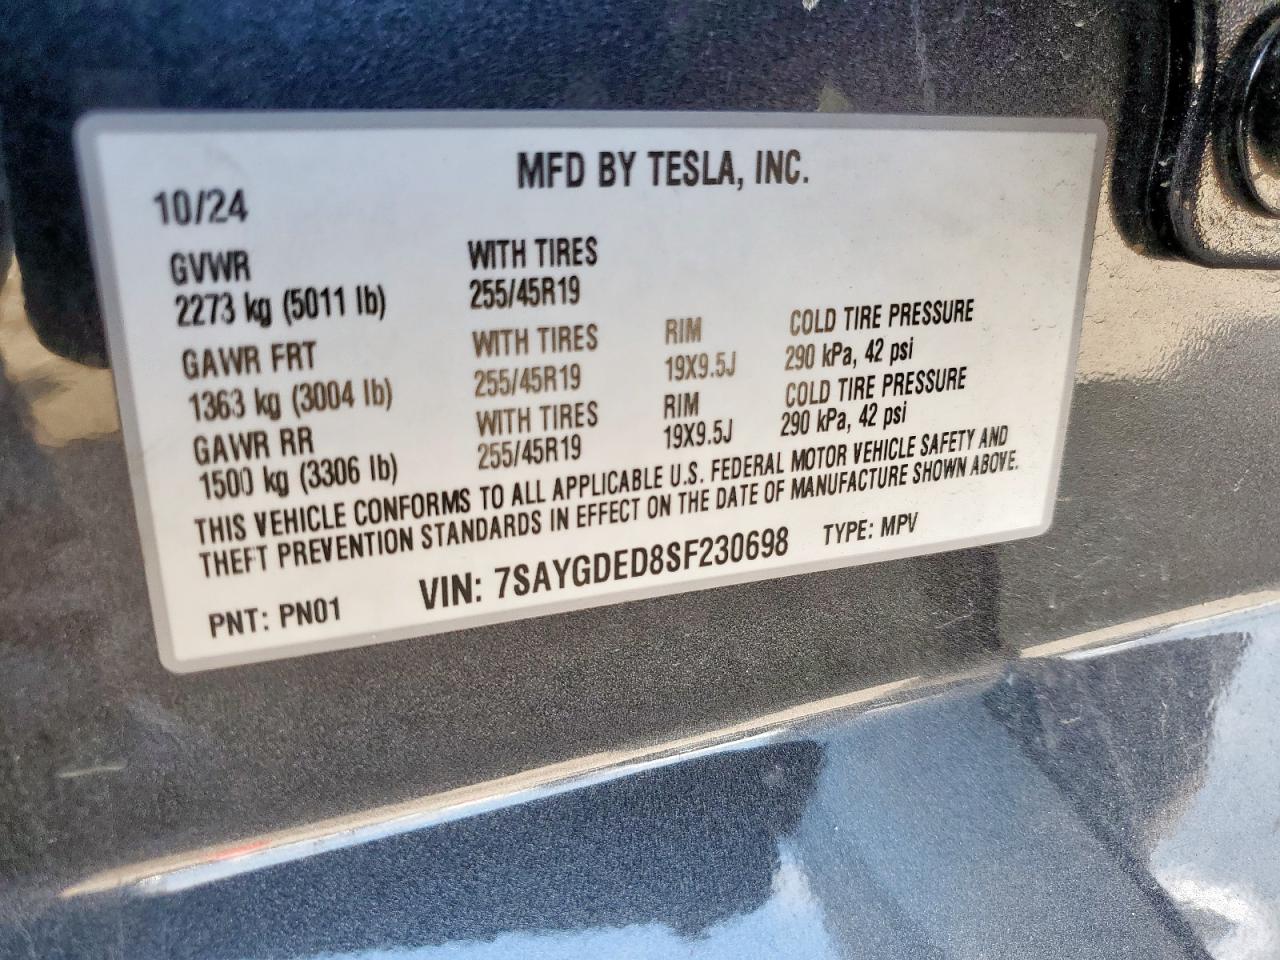 MFD BY TESLA, INC.
10/24
GVWR WITH TIRES
2273 kg (5011 lb) 255/45R19
GAWR FRT WITH TIRES RIM COLD TIRE PRESSURE
1363 kg (3004 lb) 255/45R19 19X9.5J 290 kPa, 42 psi
GAWR RR WITH TIRES RIM COLD TIRE PRESSURE
1500 kg (3306 lb) 255/45R19 19X9.5J 290 kPa, 42 psi
THIS VEHICLE CONFORMS TO ALL APPLICABLE U.S. FEDERAL MOTOR VEHICLE SAFETY AND
THEFT PREVENTION STANDARDS IN EFFECT ON THE DATE OF MANUFACTURE SHOWN ABOVE.
PNT: PN01 VIN: 7SAYGDED8SF230698 TYPE: MPV